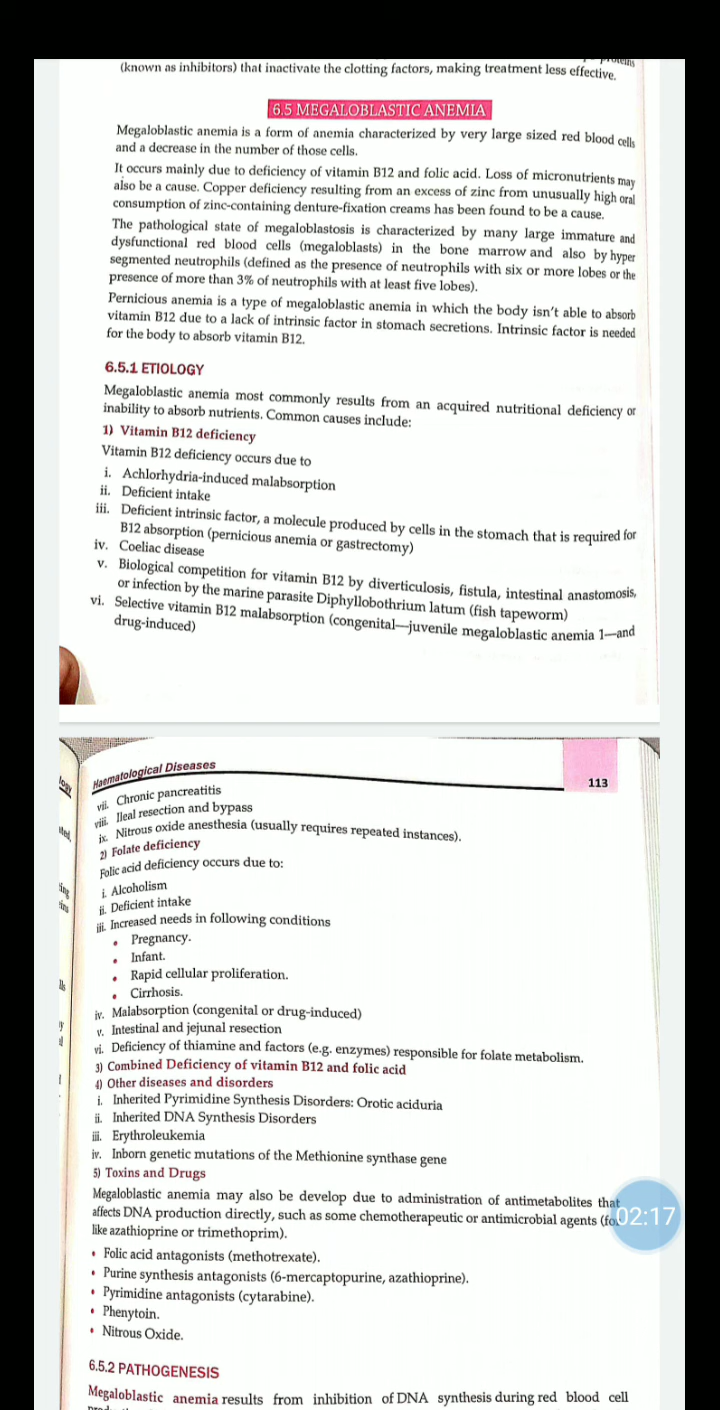 (known as inhibitors) that inactivate the clotting factors, making treatment less effective.
6.5 MEGALOBLASTIC ANEMIA
Megaloblastic anemia is a form of anemia characterized by very large sized red blood cells
and a decrease in the number of those cells.
It occurs mainly due to deficiency of vitamin B12 and folic acid. Loss of micronutrients may
also be a cause. Copper deficiency resulting from an excess of zinc from unusually high oral
consumption of zinc-containing denture-fixation creams has been found to be a cause.
The pathological state of megaloblastosis is characterized by many large immature and
dysfunctional red blood cells (megaloblasts) in the bone marrow and also by hyper
segmented neutrophils (defined as the presence of neutrophils with six or more lobes or the
presence of more than 3% of neutrophils with at least five lobes).
Pernicious anemia is a type of megaloblastic anemia in which the body isn't able to absorb
vitamin B12 due to a lack of intrinsic factor in stomach secretions. Intrinsic factor is needed
for the body to absorb vitamin B12.
6.5.1 ETIOLOGY
Megaloblastic anemia most commonly results from an acquired nutritional deficiency or
inability to absorb nutrients. Common causes include:
1) Vitamin B12 deficiency
Vitamin B12 deficiency occurs due to
i. Achlorhydria-induced malabsorption
ii. Deficient intake
iii. Deficient intrinsic factor, a molecule produced by cells in the stomach that is required for
B12 absorption (pernicious anemia or gastrectomy)
iv. Coeliac disease
v. Biological competition for vitamin B12 by diverticulosis, fistula, intestinal anastomosis,
or infection by the marine parasite Diphyllobothrium latum (fish tapeworm)
vi. Selective vitamin B12 malabsorption (congenital—juvenile megaloblastic anemia 1—and
drug-induced)
Haematological Diseases
113
vii. Chronic pancreatitis
viii. Ileal resection and bypass
ix. Nitrous oxide anesthesia (usually requires repeated instances).
2) Folate deficiency
Folic acid deficiency occurs due to:
i. Alcoholism
ii. Deficient intake
iii. Increased needs in following conditions
• Pregnancy.
• Infant.
• Rapid cellular proliferation.
• Cirrhosis.
iv. Malabsorption (congenital or drug-induced)
v. Intestinal and jejunal resection
vi. Deficiency of thiamine and factors (e.g. enzymes) responsible for folate metabolism.
3) Combined Deficiency of vitamin B12 and folic acid
4) Other diseases and disorders
i. Inherited Pyrimidine Synthesis Disorders: Orotic aciduria
ii. Inherited DNA Synthesis Disorders
iii. Erythroleukemia
iv. Inborn genetic mutations of the Methionine synthase gene
5) Toxins and Drugs
Megaloblastic anemia may also be develop due to administration of antimetabolites that
affects DNA production directly, such as some chemotherapeutic or antimicrobial agents
02:17
like azathioprine or trimethoprim).
• Folic acid antagonists (methotrexate).
• Purine synthesis antagonists (6-mercaptopurine, azathioprine).
• Pyrimidine antagonists (cytarabine).
• Phenytoin.
• Nitrous Oxide.
6.5.2 PATHOGENESIS
Megaloblastic anemia results from inhibition of DNA synthesis during red blood cell